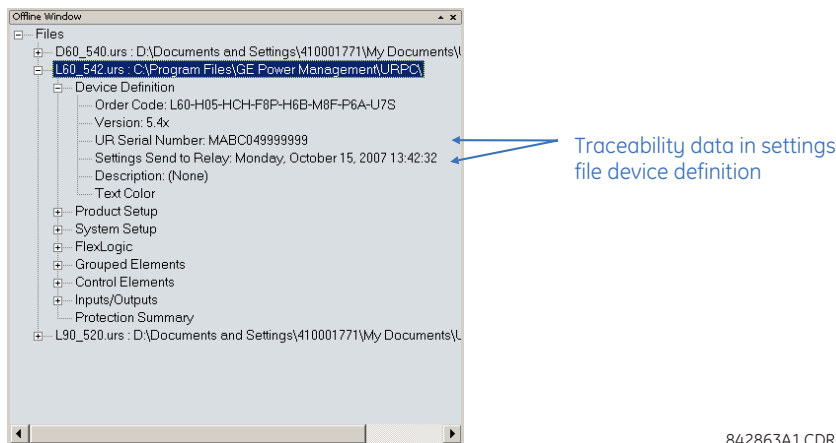 Offline Window
Files
D60_540.urs : D:\Documents and Settings\410001771\My Documents\
L60_542.urs : C:\Program Files\GE Power Management\URPC\
Device Definition
Order Code: L60-H05-HCH-F8P-H6B-M8F-P6A-U7S
Version: 5.4x
UR Serial Number: MABC049999999
Settings Send to Relay: Monday, October 15, 2007 13:42:32
Description: (None)
Text Color
Product Setup
System Setup
FlexLogic
Grouped Elements
Control Elements
Inputs/Outputs
Protection Summary
L90_520.urs : D:\Documents and Settings\410001771\My Documents\
Traceability data in settings
file device definition
842863A1.CDR